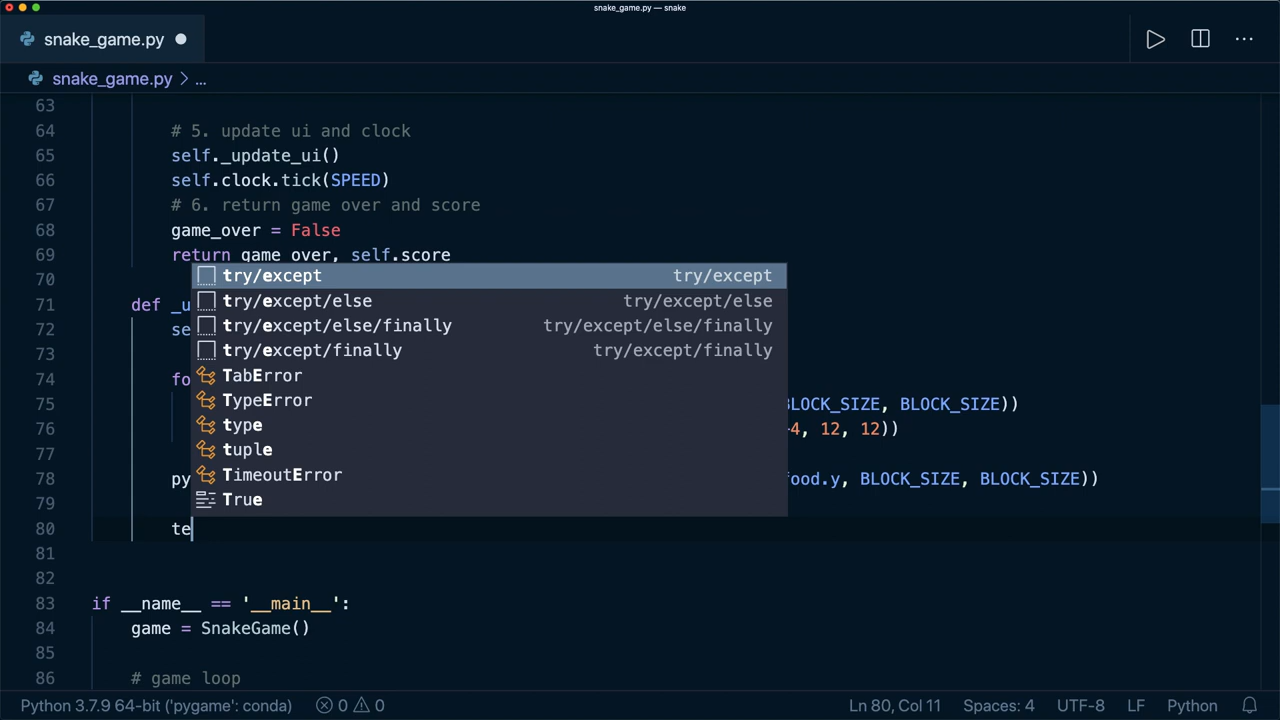 snake_game.py — snake
snake_game.py
snake_game.py > ...
63
64 # 5. update ui and clock
65 self._update_ui()
66 self.clock.tick(SPEED)
67 # 6. return game over and score
68 game_over = False
69 return game_over, self.score
70 try/except try/except
71 def _u try/except/else try/except/else
72 se try/except/else/finally try/except/else/finally
73 try/except/finally try/except/finally
74 fo TabError
75 TypeError BLOCK_SIZE, BLOCK_SIZE))
76 type 4, 12, 12))
77 tuple
78 py TimeoutError food.y, BLOCK_SIZE, BLOCK_SIZE))
79 True
80 te
81
82
83 if __name__ == '__main__':
84 game = SnakeGame()
85
86 # game loop
Python 3.7.9 64-bit ('pygame': conda) 0 0 Ln 80, Col 11 Spaces: 4 UTF-8 LF Python